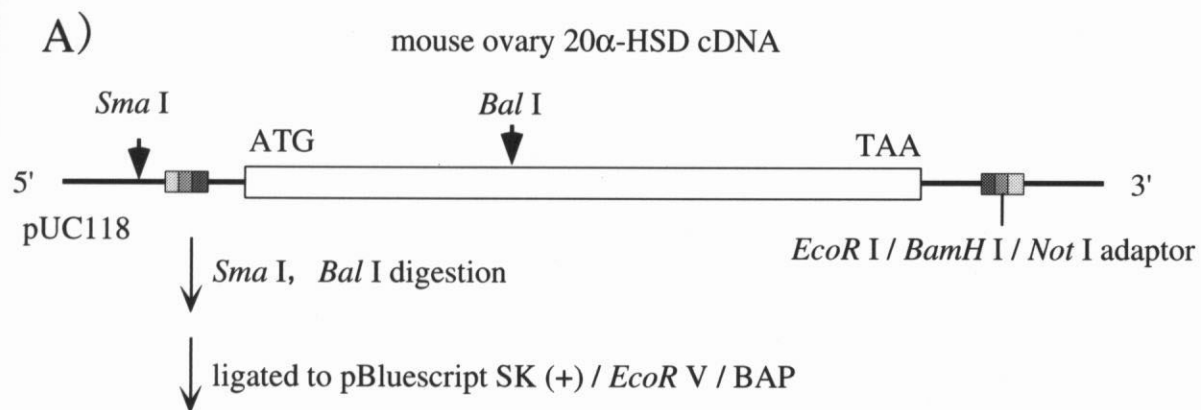 A)
mouse ovary 20α-HSD cDNA
Sma I
Bal I
ATG
TAA
5'
3'
pUC118
EcoR I / BamH I / Not I adaptor
Sma I, Bal I digestion
ligated to pBluescript SK (+) / EcoR V / BAP